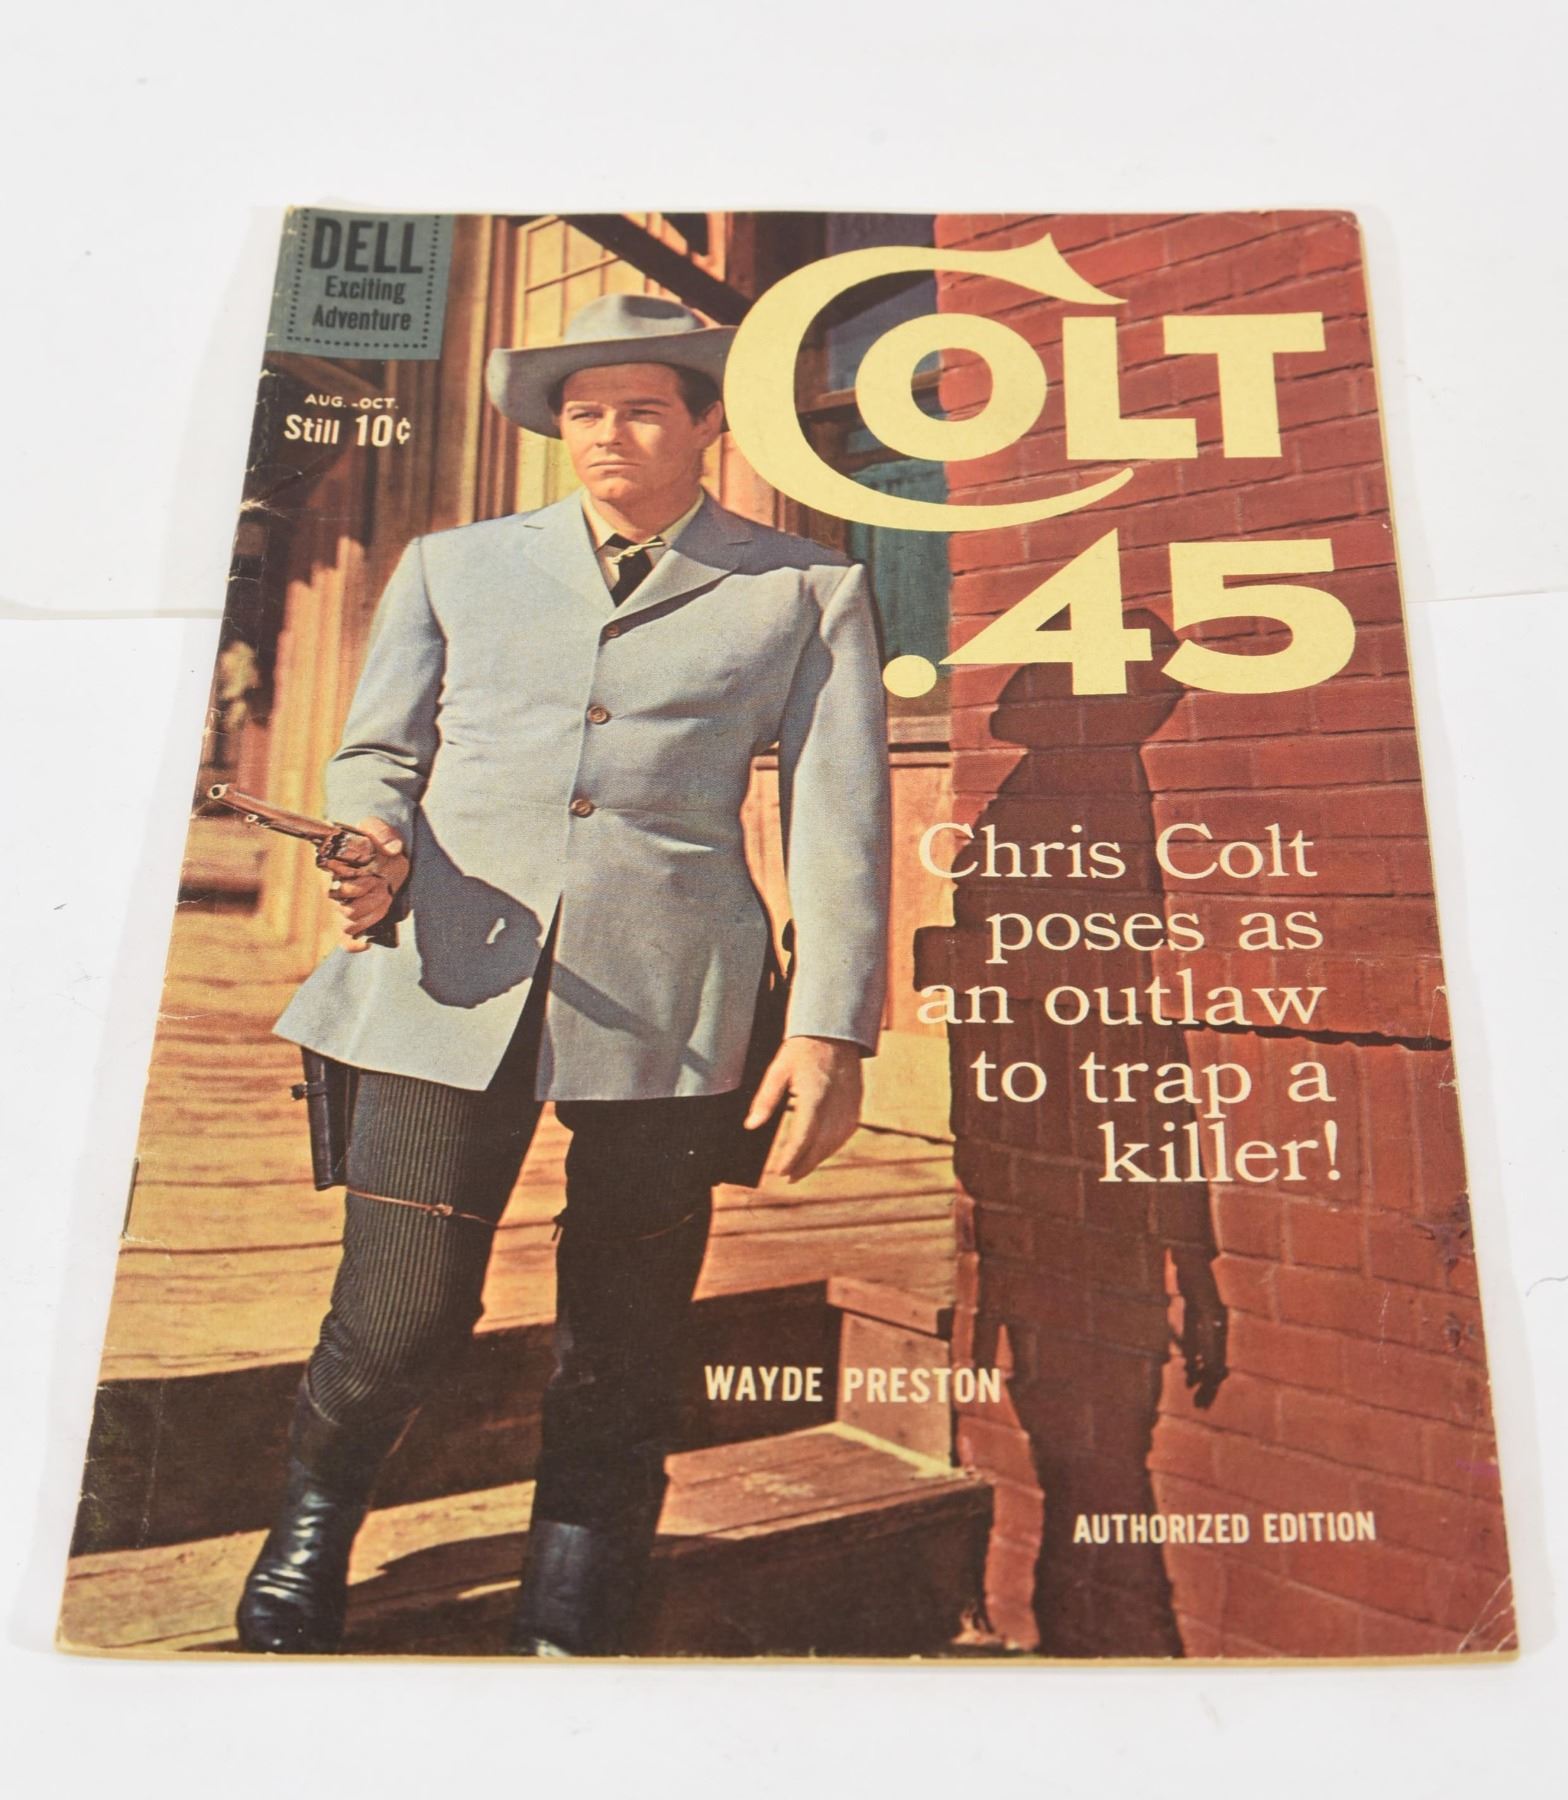 DELL
Exciting
Adventure
AUG.-OCT.
Still 10¢
COLT
.45
Chris Colt
poses as
an outlaw
to trap a
killer!
WAYDE PRESTON
AUTHORIZED EDITION